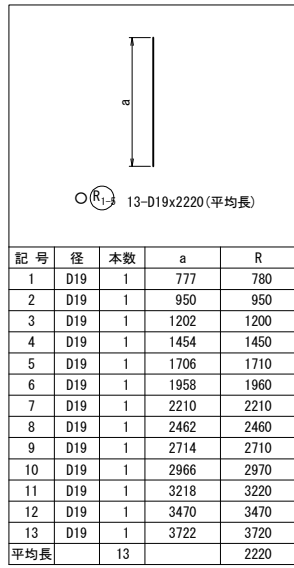 a
○ R1-5 13-D19x2220(平均長)
記 号 径 本数 a R
1 D19 1 777 780
2 D19 1 950 950
3 D19 1 1202 1200
4 D19 1 1454 1450
5 D19 1 1706 1710
6 D19 1 1958 1960
7 D19 1 2210 2210
8 D19 1 2462 2460
9 D19 1 2714 2710
10 D19 1 2966 2970
11 D19 1 3218 3220
12 D19 1 3470 3470
13 D19 1 3722 3720
平均長 13 2220